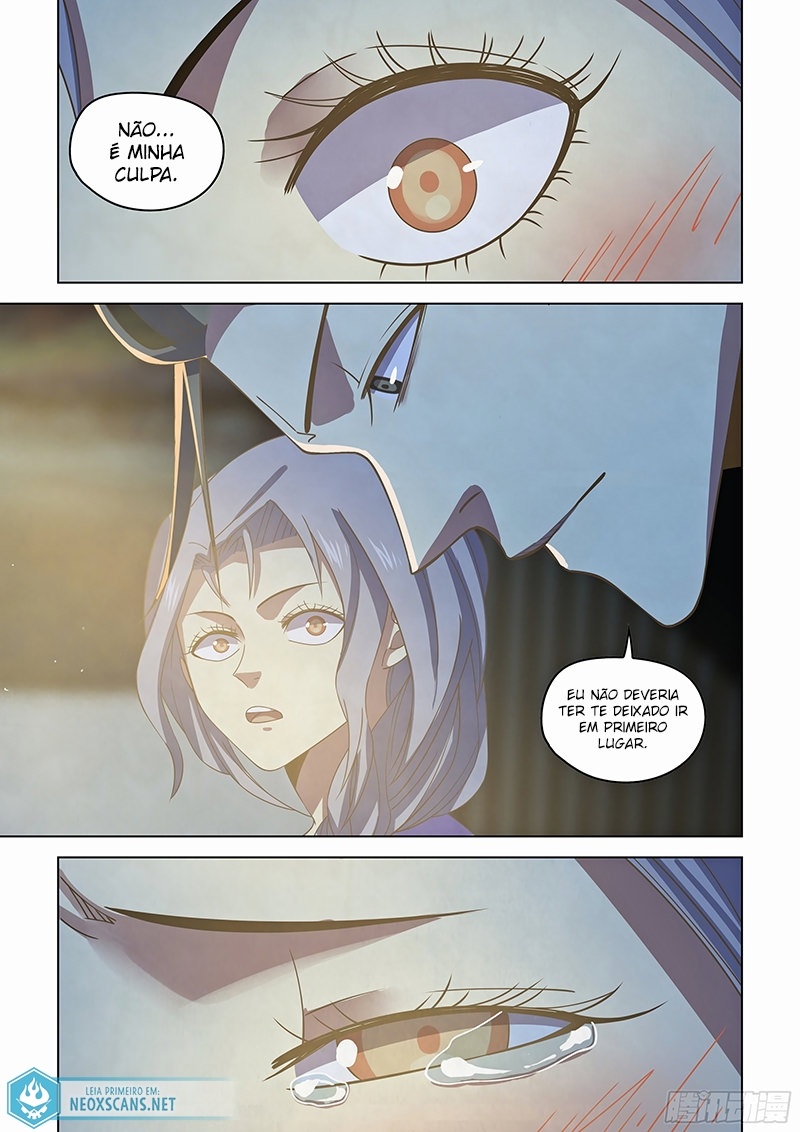 NÃO...
É MINHA
CULPA.
EU NÃO DEVERIA
TER TE DEIXADO IR
EM PRIMEIRO
LUGAR.
LEIA PRIMEIRO EM:
NEOXSCANS.NET
腾讯动漫